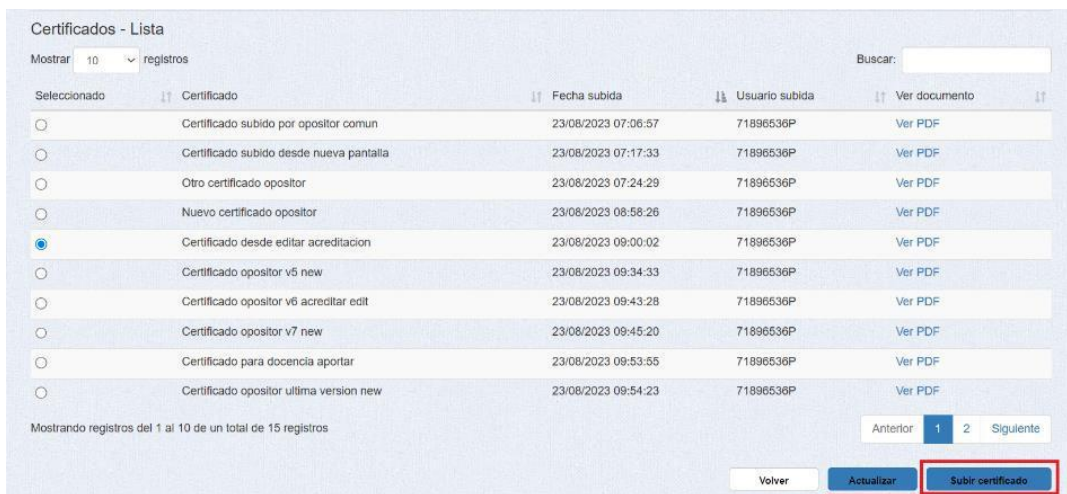 Certificados - Lista
Mostrar 10 registros Buscar:
Seleccionado Certificado Fecha subida Usuario subida Ver documento
Certificado subido por opositor comun 23/08/2023 07:06:57 71896536P Ver PDF
Certificado subido desde nueva pantalla 23/08/2023 07:17:33 71896536P Ver PDF
Otro certificado opositor 23/08/2023 07:24:29 71896536P Ver PDF
Nuevo certificado opositor 23/08/2023 08:58:26 71896536P Ver PDF
Certificado desde editar acreditacion 23/08/2023 09:00:02 71896536P Ver PDF
Certificado opositor v5 new 23/08/2023 09:34:33 71896536P Ver PDF
Certificado opositor v6 acreditar edit 23/08/2023 09:43:28 71896536P Ver PDF
Certificado opositor v7 new 23/08/2023 09:45:20 71896536P Ver PDF
Certificado para docencia aportar 23/08/2023 09:53:55 71896536P Ver PDF
Certificado opositor ultima version new 23/08/2023 09:54:23 71896536P Ver PDF
Mostrando registros del 1 al 10 de un total de 15 registros Anterior 1 2 Siguiente
Volver Actualizar Subir certificado